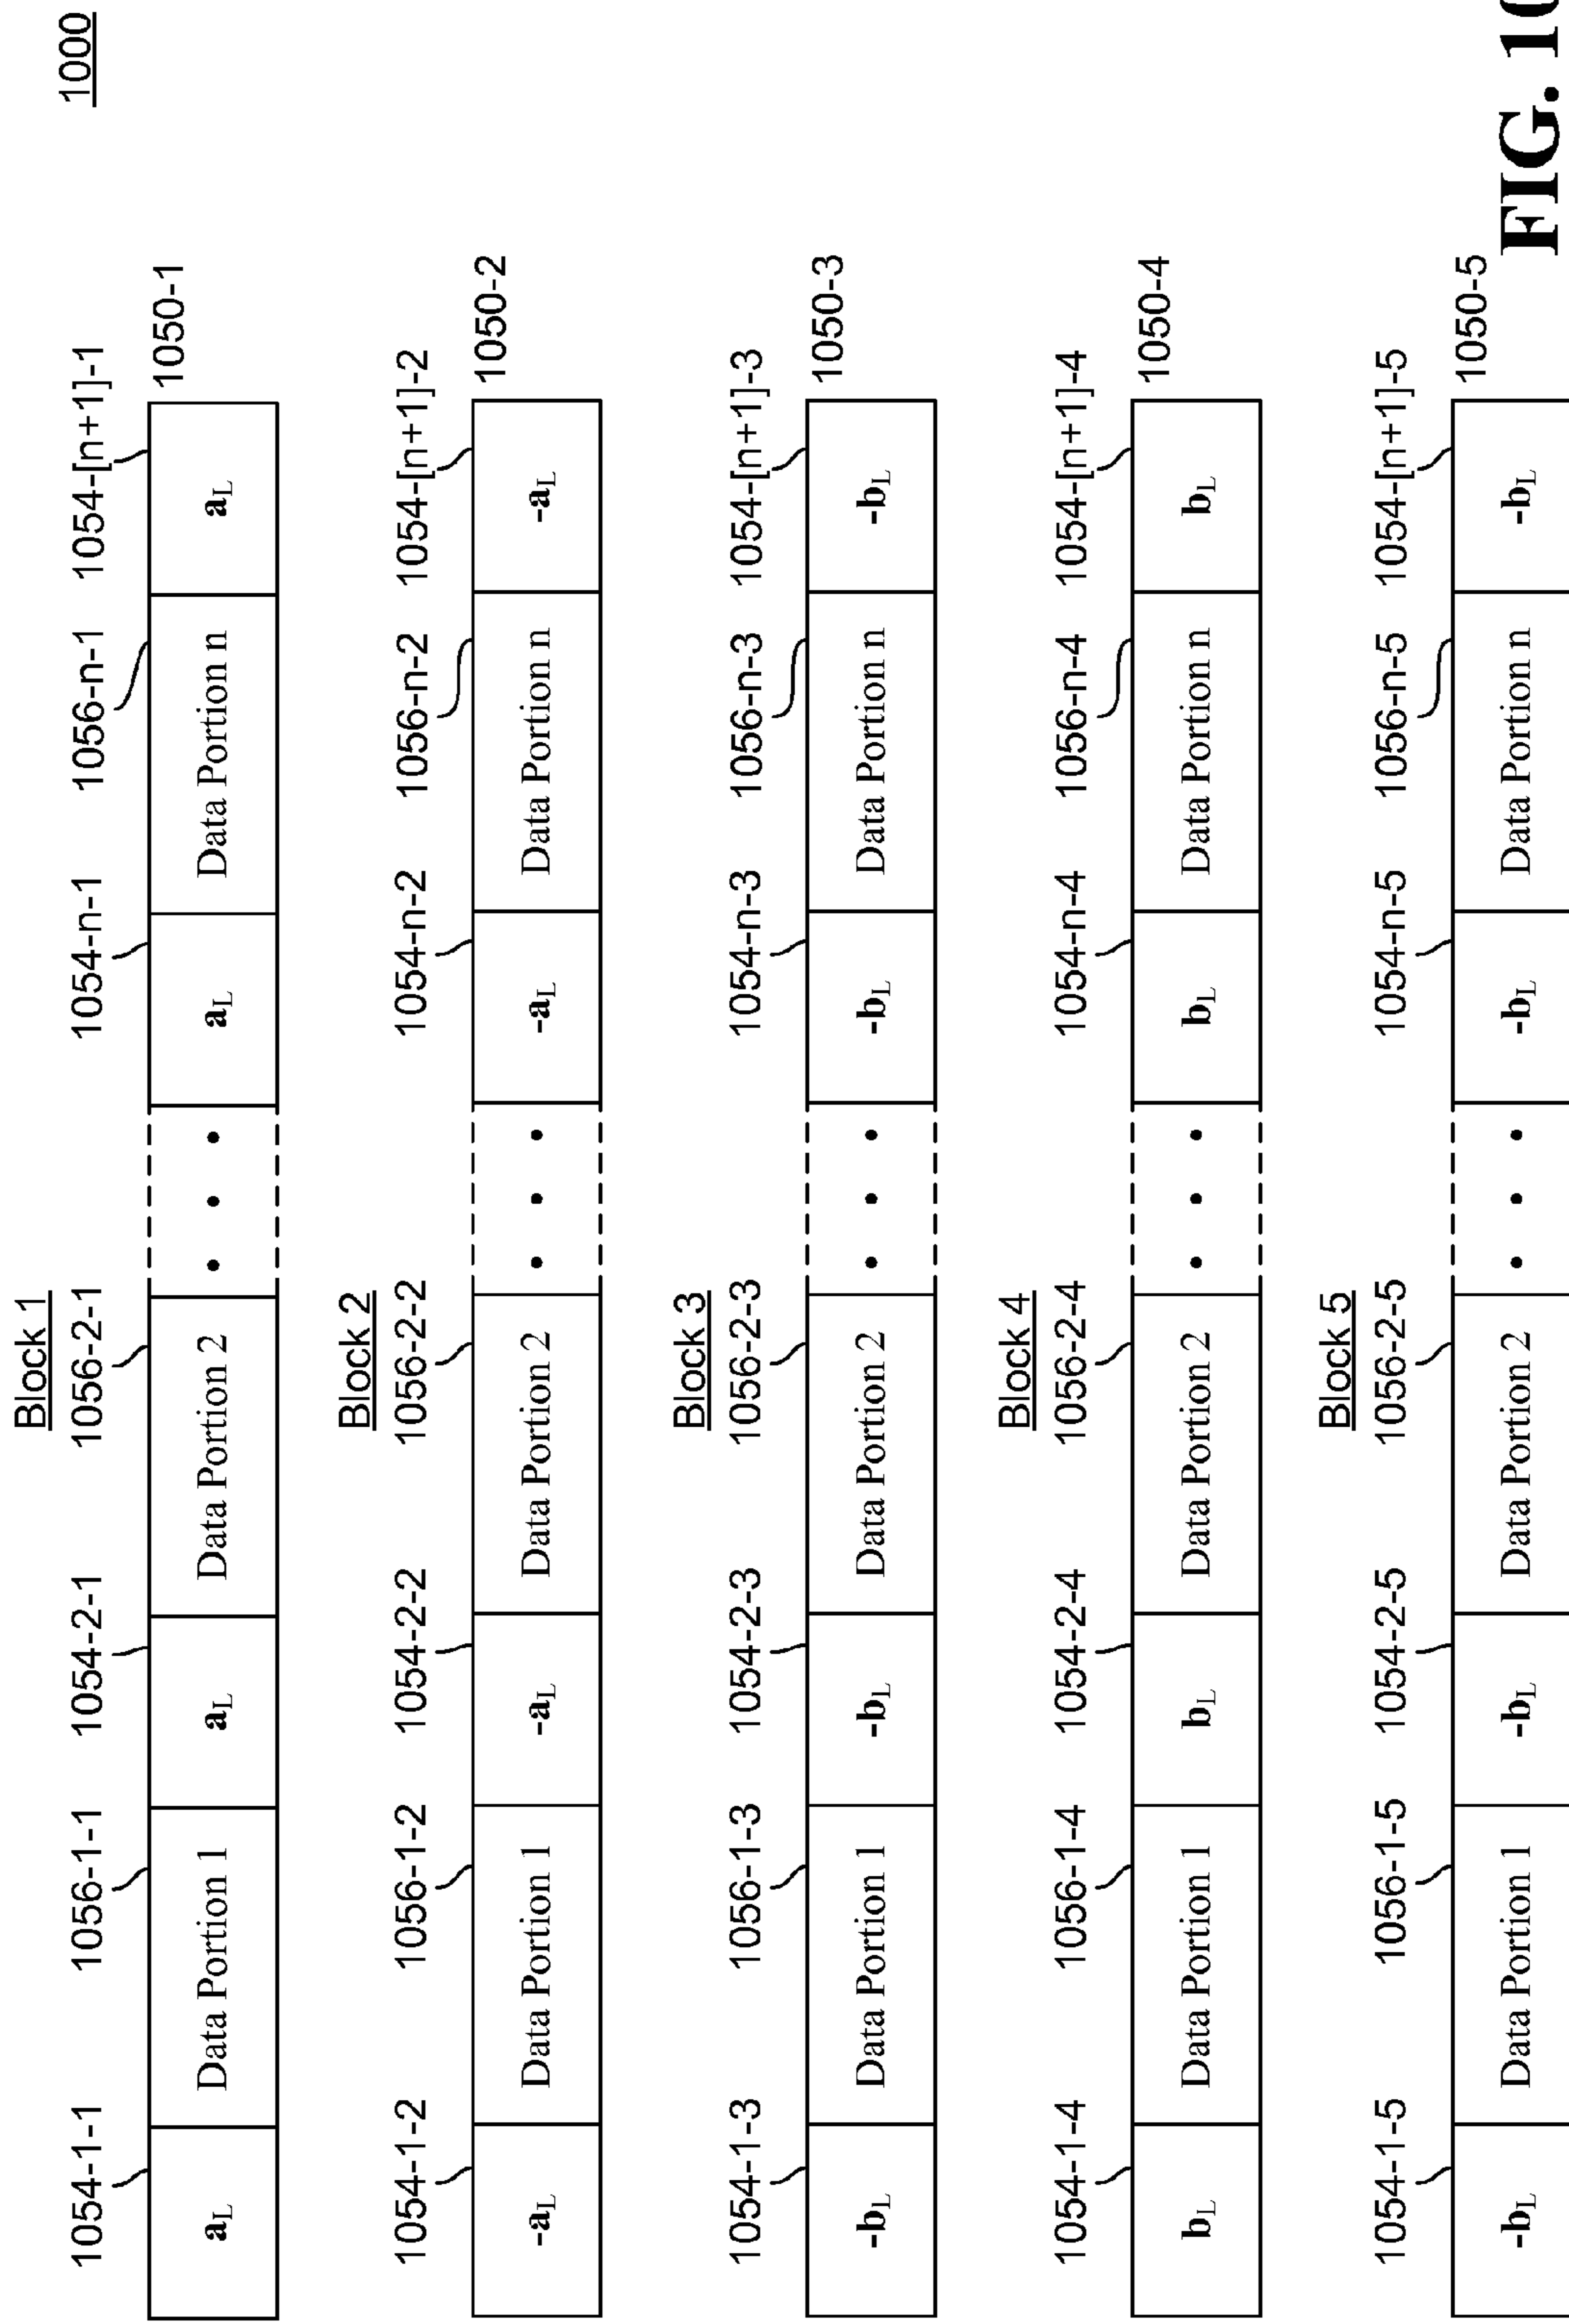 1000
Block 1
1054-1-1 1056-1-1 1054-2-1 1056-2-1 1054-n-1 1056-n-1 1054-[n+1]-1
a_L Data Portion 1 a_L Data Portion 2 • • • a_L Data Portion n a_L
1050-1
Block 2
1054-1-2 1056-1-2 1054-2-2 1056-2-2 1054-n-2 1056-n-2 1054-[n+1]-2
-a_L Data Portion 1 -a_L Data Portion 2 • • • -a_L Data Portion n -a_L
1050-2
Block 3
1054-1-3 1056-1-3 1054-2-3 1056-2-3 1054-n-3 1056-n-3 1054-[n+1]-3
-b_L Data Portion 1 -b_L Data Portion 2 • • • -b_L Data Portion n -b_L
1050-3
Block 4
1054-1-4 1056-1-4 1054-2-4 1056-2-4 1054-n-4 1056-n-4 1054-[n+1]-4
b_L Data Portion 1 b_L Data Portion 2 • • • b_L Data Portion n b_L
1050-4
Block 5
1054-1-5 1056-1-5 1054-2-5 1056-2-5 1054-n-5 1056-n-5 1054-[n+1]-5
-b_L Data Portion 1 -b_L Data Portion 2 • • • -b_L Data Portion n -b_L
1050-5
FIG. 10